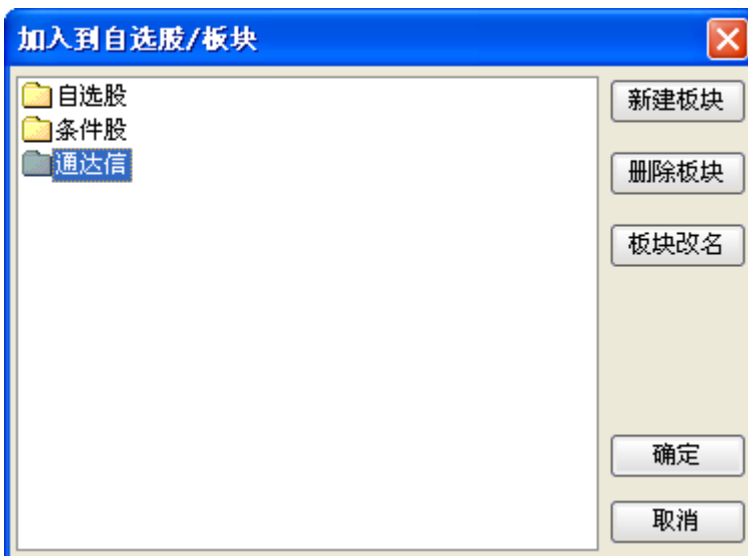 加入到自选股/板块
自选股
条件股
通达信
新建板块
删除板块
板块改名
确定
取消